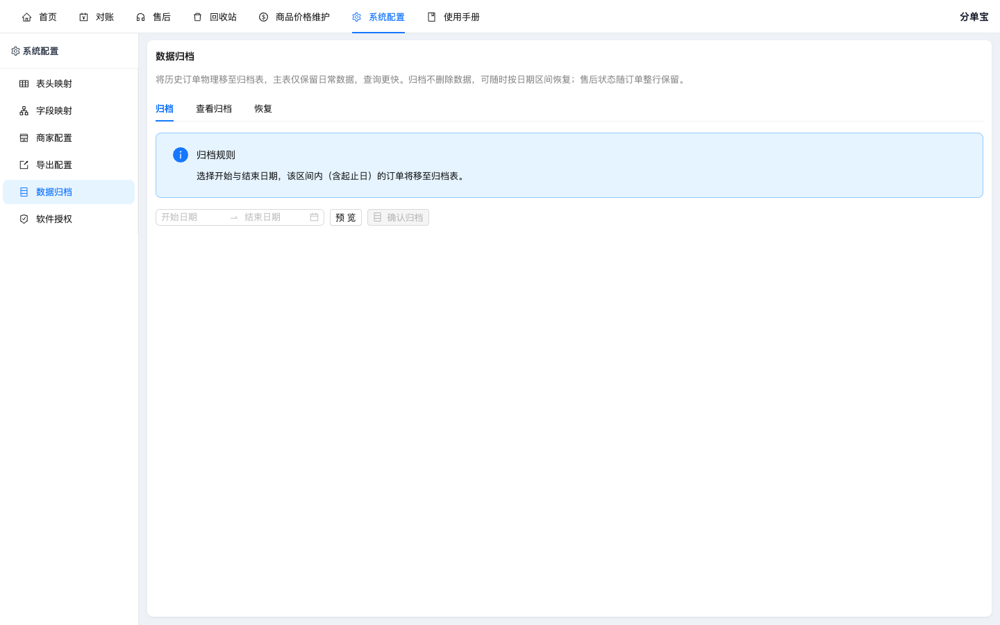 首页 对账 售后 回收站 商品价格维护 系统配置 使用手册 分单宝
系统配置
表头映射
字段映射
商家配置
导出配置
数据归档
软件授权
数据归档
将历史订单物理移至归档表，主表仅保留日常数据，查询更快。归档不删除数据，可随时按日期区间恢复；售后状态随订单整行保留。
归档 查看归档 恢复
归档规则
选择开始与结束日期，该区间内（含起止日）的订单将移至归档表。
开始日期 → 结束日期 预 览 确认归档